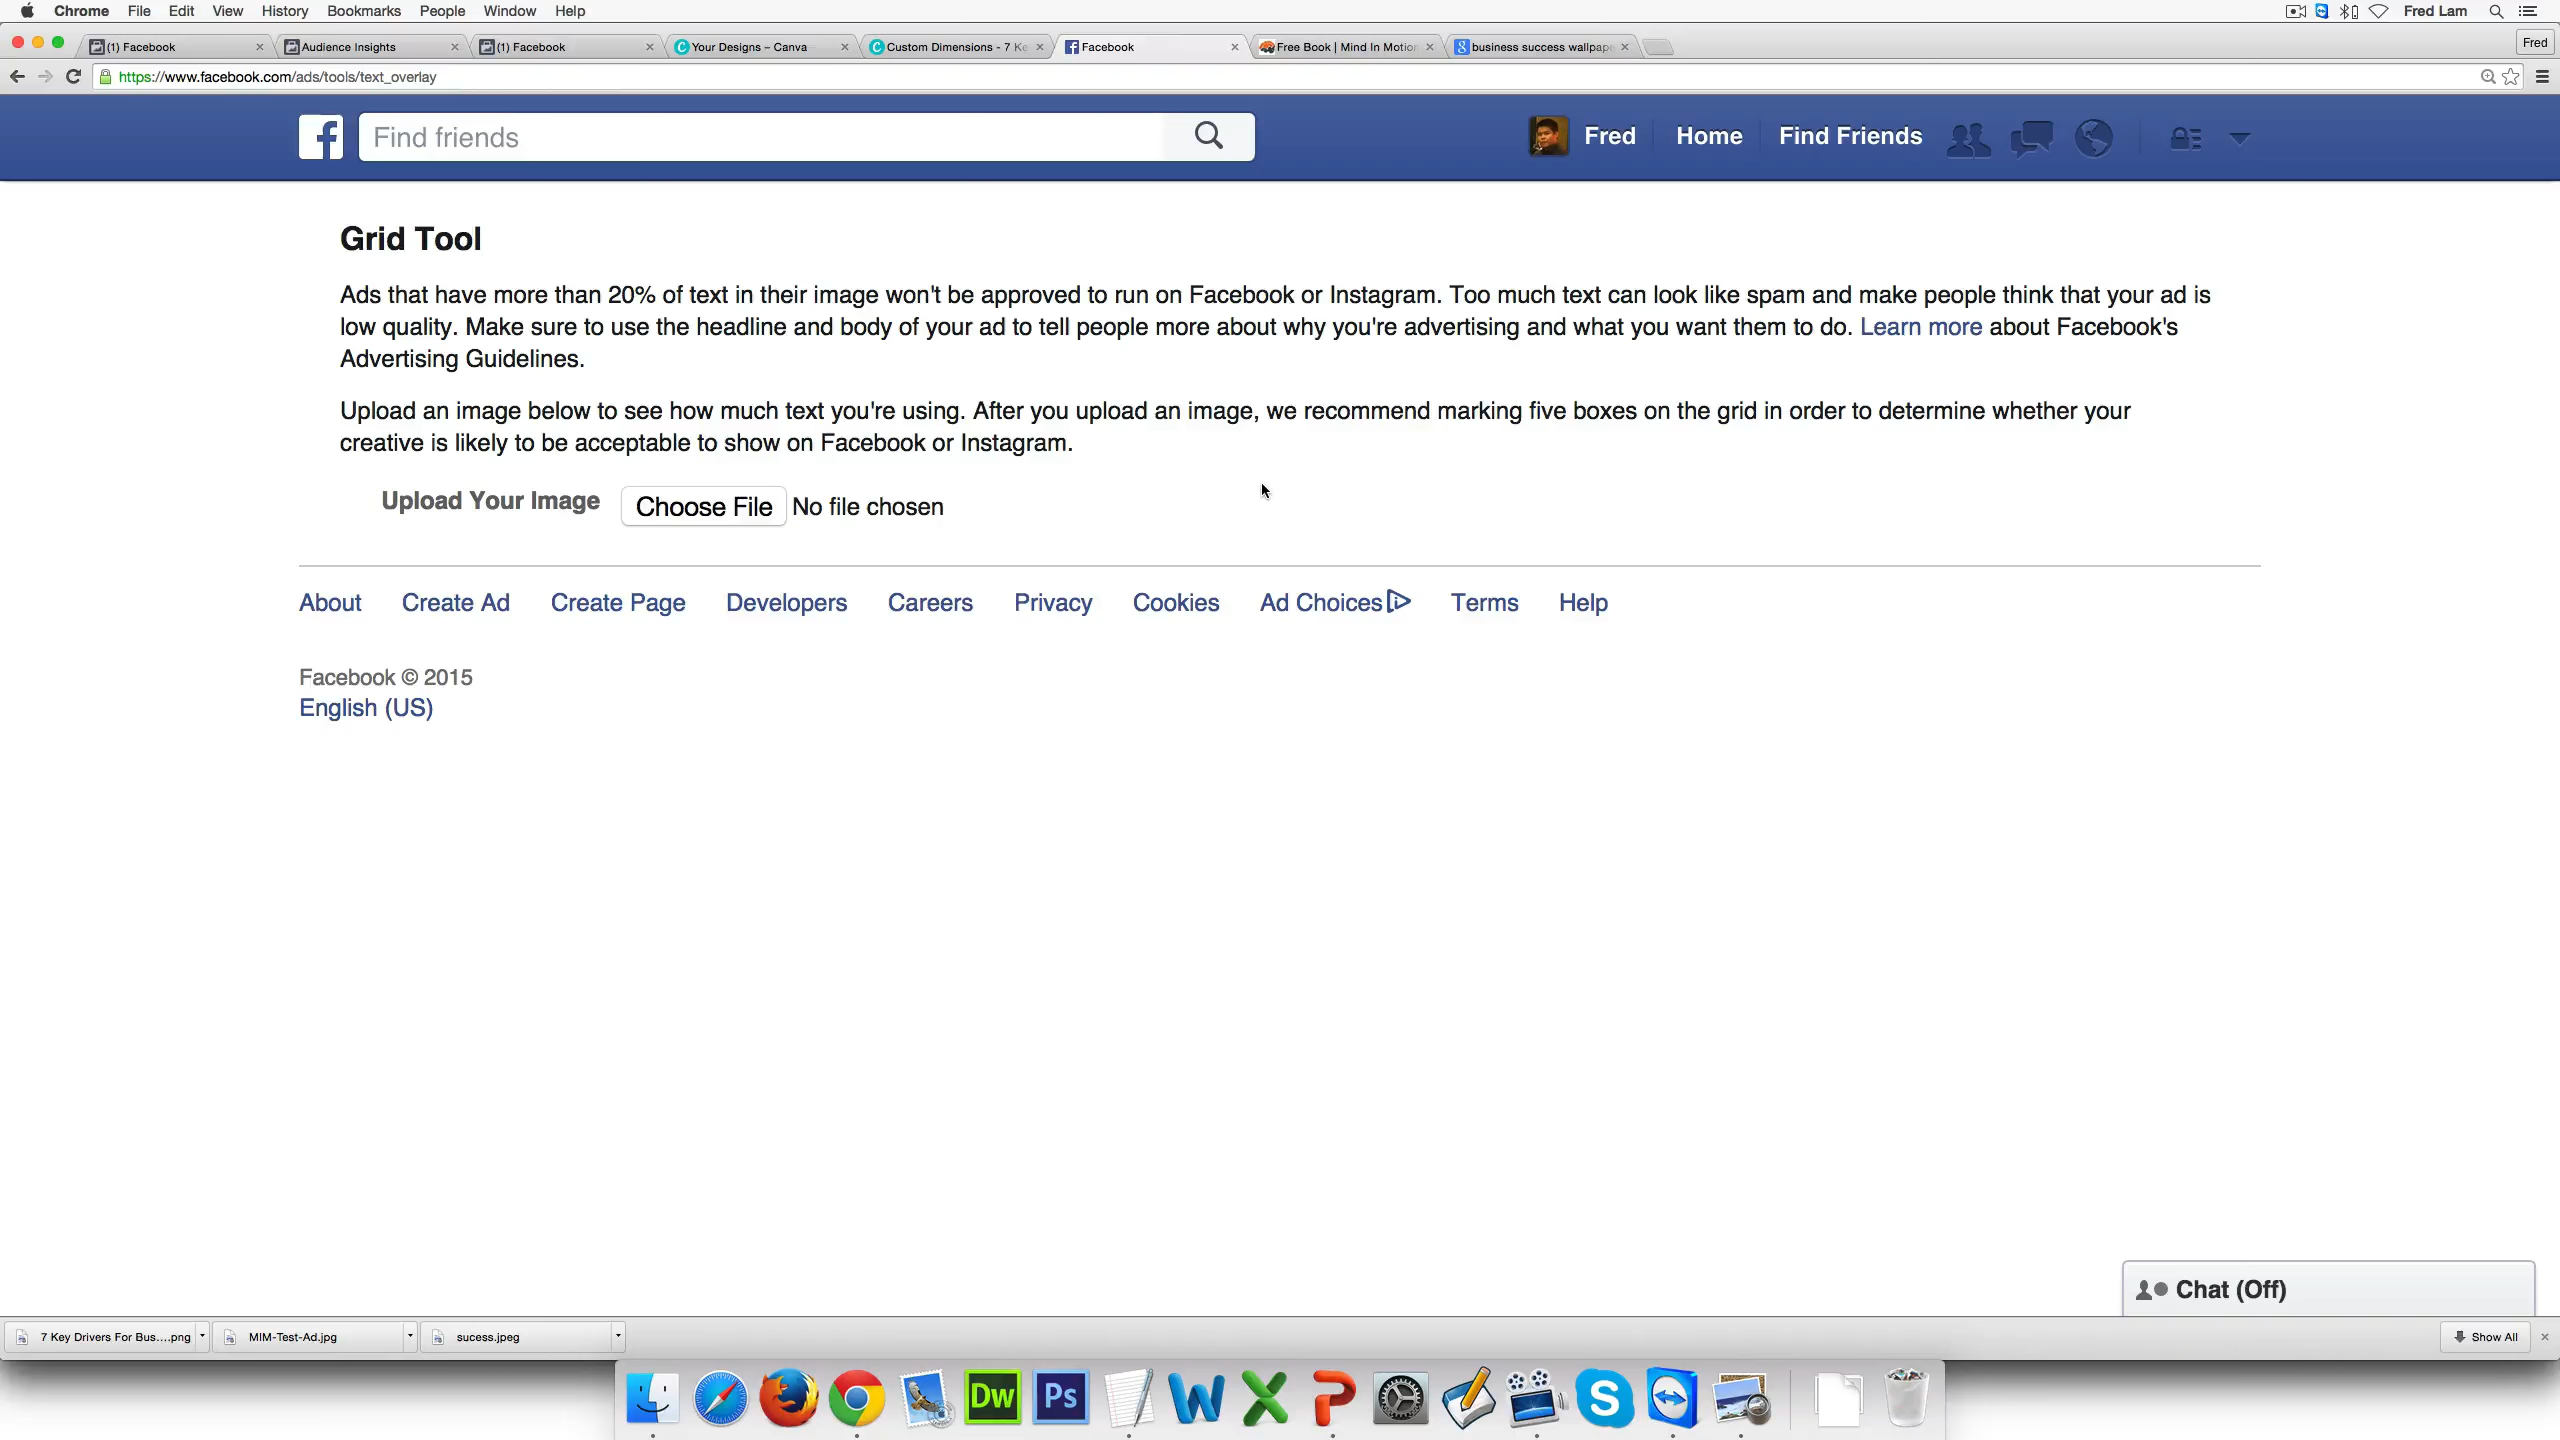 Chrome File Edit View History Bookmarks People Window Help Fred Lam
(1) Facebook Audience Insights (1) Facebook Your Designs – Canva Custom Dimensions - 7 Ke Facebook Free Book | Mind In Motion business success wallpape Fred
https://www.facebook.com/ads/tools/text_overlay
Find friends Fred Home Find Friends
Grid Tool
Ads that have more than 20% of text in their image won't be approved to run on Facebook or Instagram. Too much text can look like spam and make people think that your ad is
low quality. Make sure to use the headline and body of your ad to tell people more about why you're advertising and what you want them to do. Learn more about Facebook's
Advertising Guidelines.
Upload an image below to see how much text you're using. After you upload an image, we recommend marking five boxes on the grid in order to determine whether your
creative is likely to be acceptable to show on Facebook or Instagram.
Upload Your Image Choose File No file chosen
About Create Ad Create Page Developers Careers Privacy Cookies Ad Choices Terms Help
Facebook © 2015
English (US)
Chat (Off)
7 Key Drivers For Bus....png MIM-Test-Ad.jpg sucess.jpeg Show All
Dw Ps